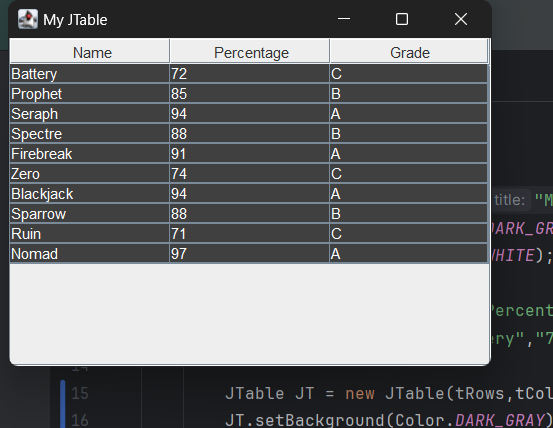 My JTable
Name Percentage Grade
Battery 72 C
Prophet 85 B
Seraph 94 A
Spectre 88 B
Firebreak 91 A
Zero 74 C
Blackjack 94 A
Sparrow 88 B
Ruin 71 C
Nomad 97 A
title: "M
DARK_GR
WHITE);
Percent
ery","7
14
15 JTable JT = new JTable(tRows,tCol
16 JT.setBackground(Color.DARK_GRAY)